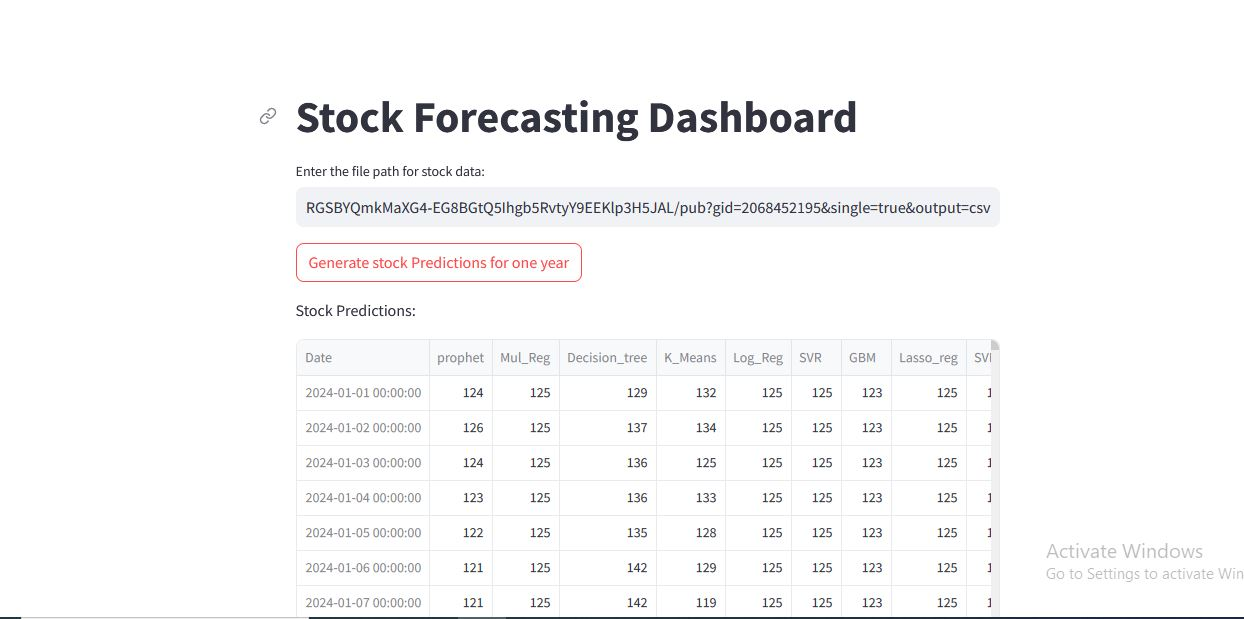 Stock Forecasting Dashboard
Enter the file path for stock data:
RGSBYQmkMaXG4-EG8BGtQ5Ihgb5RvtyY9EEKlp3H5JAL/pub?gid=2068452195&single=true&output=csv
Generate stock Predictions for one year
Stock Predictions:
Date prophet Mul_Reg Decision_tree K_Means Log_Reg SVR GBM Lasso_reg
2024-01-01 00:00:00 124 125 129 132 125 125 123 125
2024-01-02 00:00:00 126 125 137 134 125 125 123 125
2024-01-03 00:00:00 124 125 136 125 125 125 123 125
2024-01-04 00:00:00 123 125 136 133 125 125 123 125
2024-01-05 00:00:00 122 125 135 128 125 125 123 125
2024-01-06 00:00:00 121 125 142 129 125 125 123 125
2024-01-07 00:00:00 121 125 142 119 125 125 123 125
Activate Windows
Go to Settings to activate Win